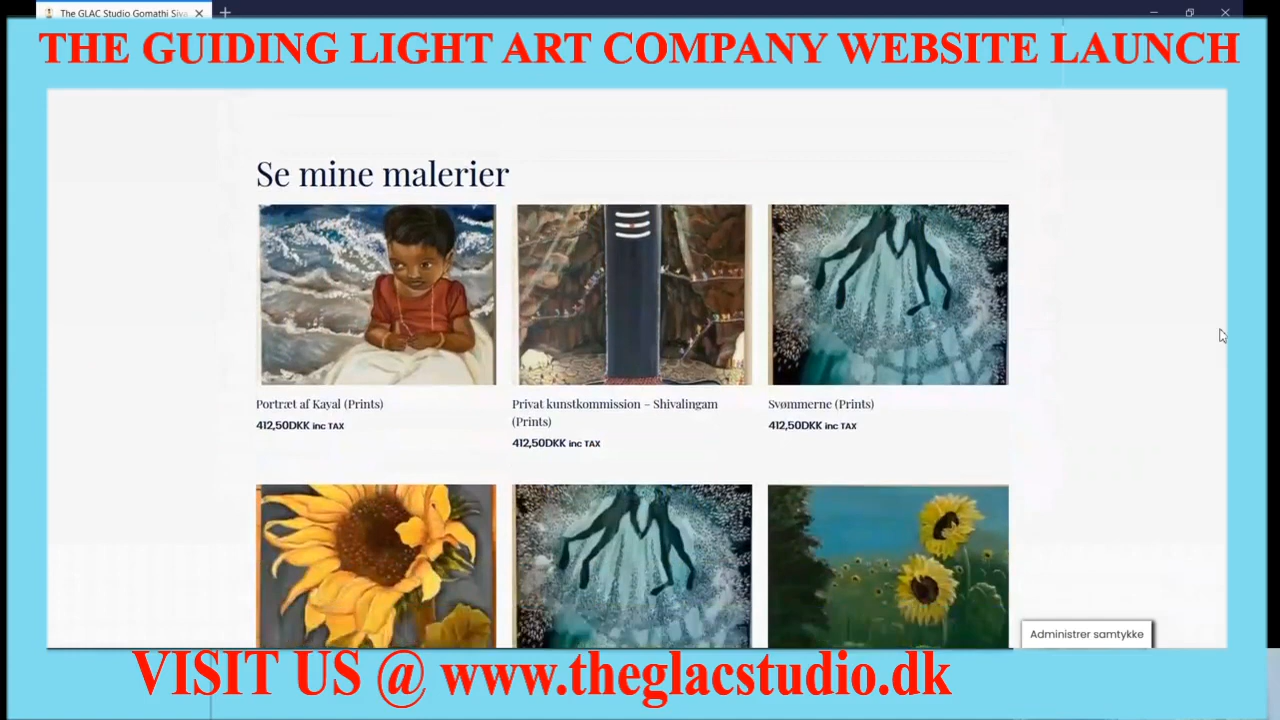 The GLAC Studio Gomathi Siva
THE GUIDING LIGHT ART COMPANY WEBSITE LAUNCH
Se mine malerier
Portræt af Kayal (Prints)
412,50DKK inc TAX
Privat kunstkommission – Shivalingam
(Prints)
412,50DKK inc TAX
Svømmerne (Prints)
412,50DKK inc TAX
Administrer samtykke
VISIT US @ www.theglacstudio.dk